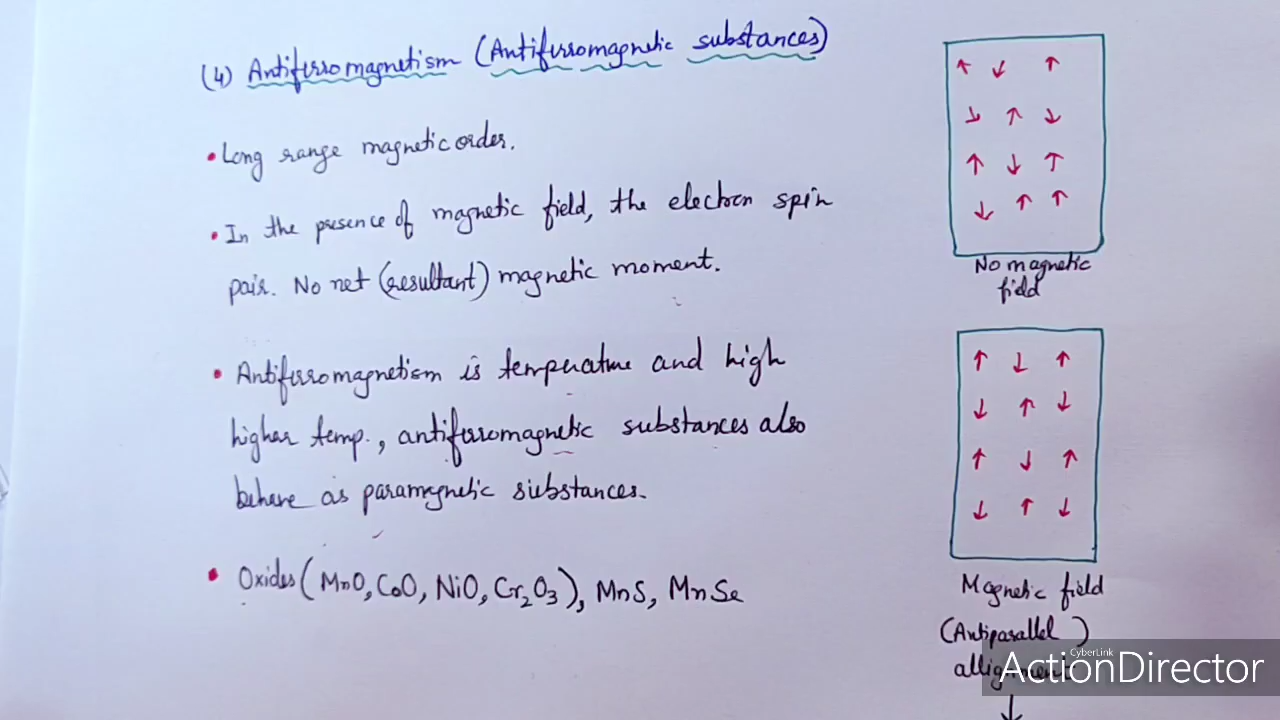 (4) Antiferromagnetism (Antiferromagnetic substances)
• Long range magnetic order.
• In the presence of magnetic field, the electron spin
pair. No net (resultant) magnetic moment.
• Antiferromagnetism is temperature and high
higher temp., antiferromagnetic substances also
behave as paramagnetic substances.
• Oxides (MnO, CoO, NiO, Cr₂O₃), MnS, MnSe
No magnetic
field
Magnetic field
(Antiparallel)
allignment
CyberLink
ActionDirector